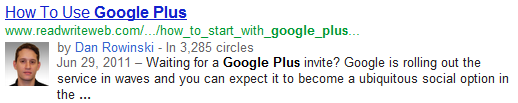 How To Use Google Plus
www.readwriteweb.com/.../how_to_start_with_google_plus...
by Dan Rowinski - In 3,285 circles
Jun 29, 2011 – Waiting for a Google Plus invite? Google is rolling out the
service in waves and you can expect it to become a ubiquitous social option in
the ...